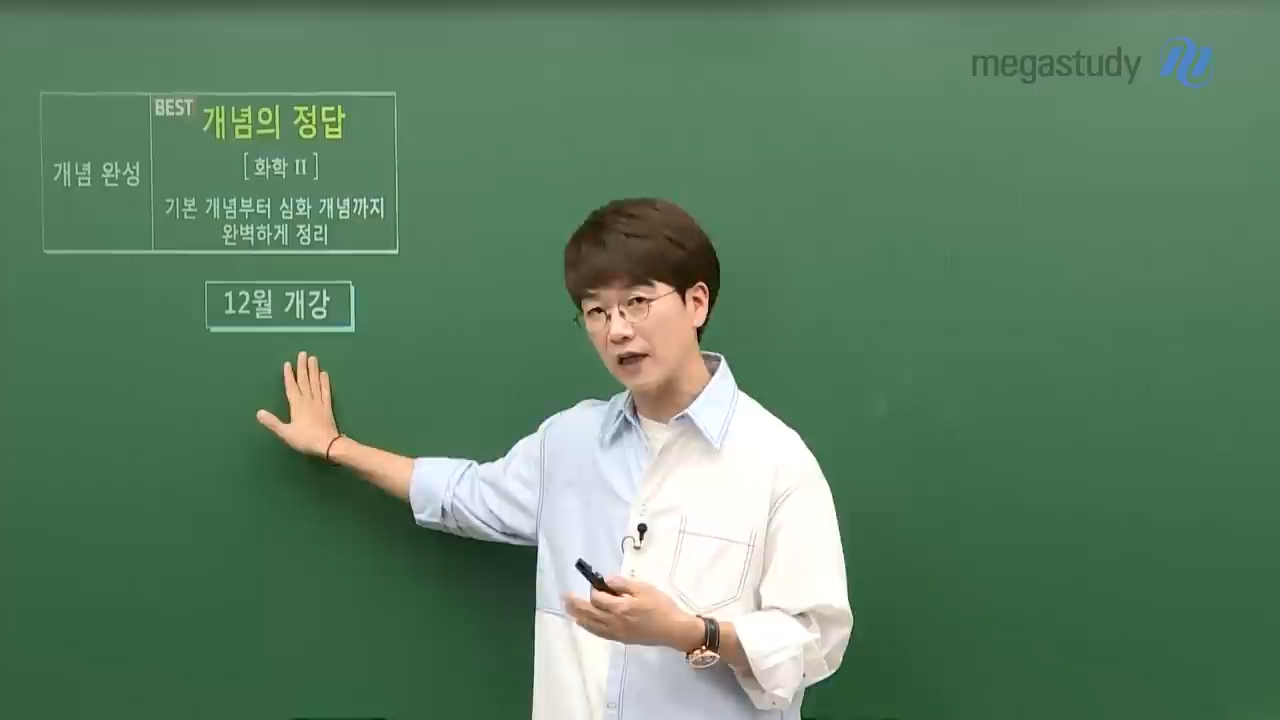 megastudy
개념 완성
BEST
개념의 정답
[ 화학 II ]
기본 개념부터 심화 개념까지
완벽하게 정리
12월 개강